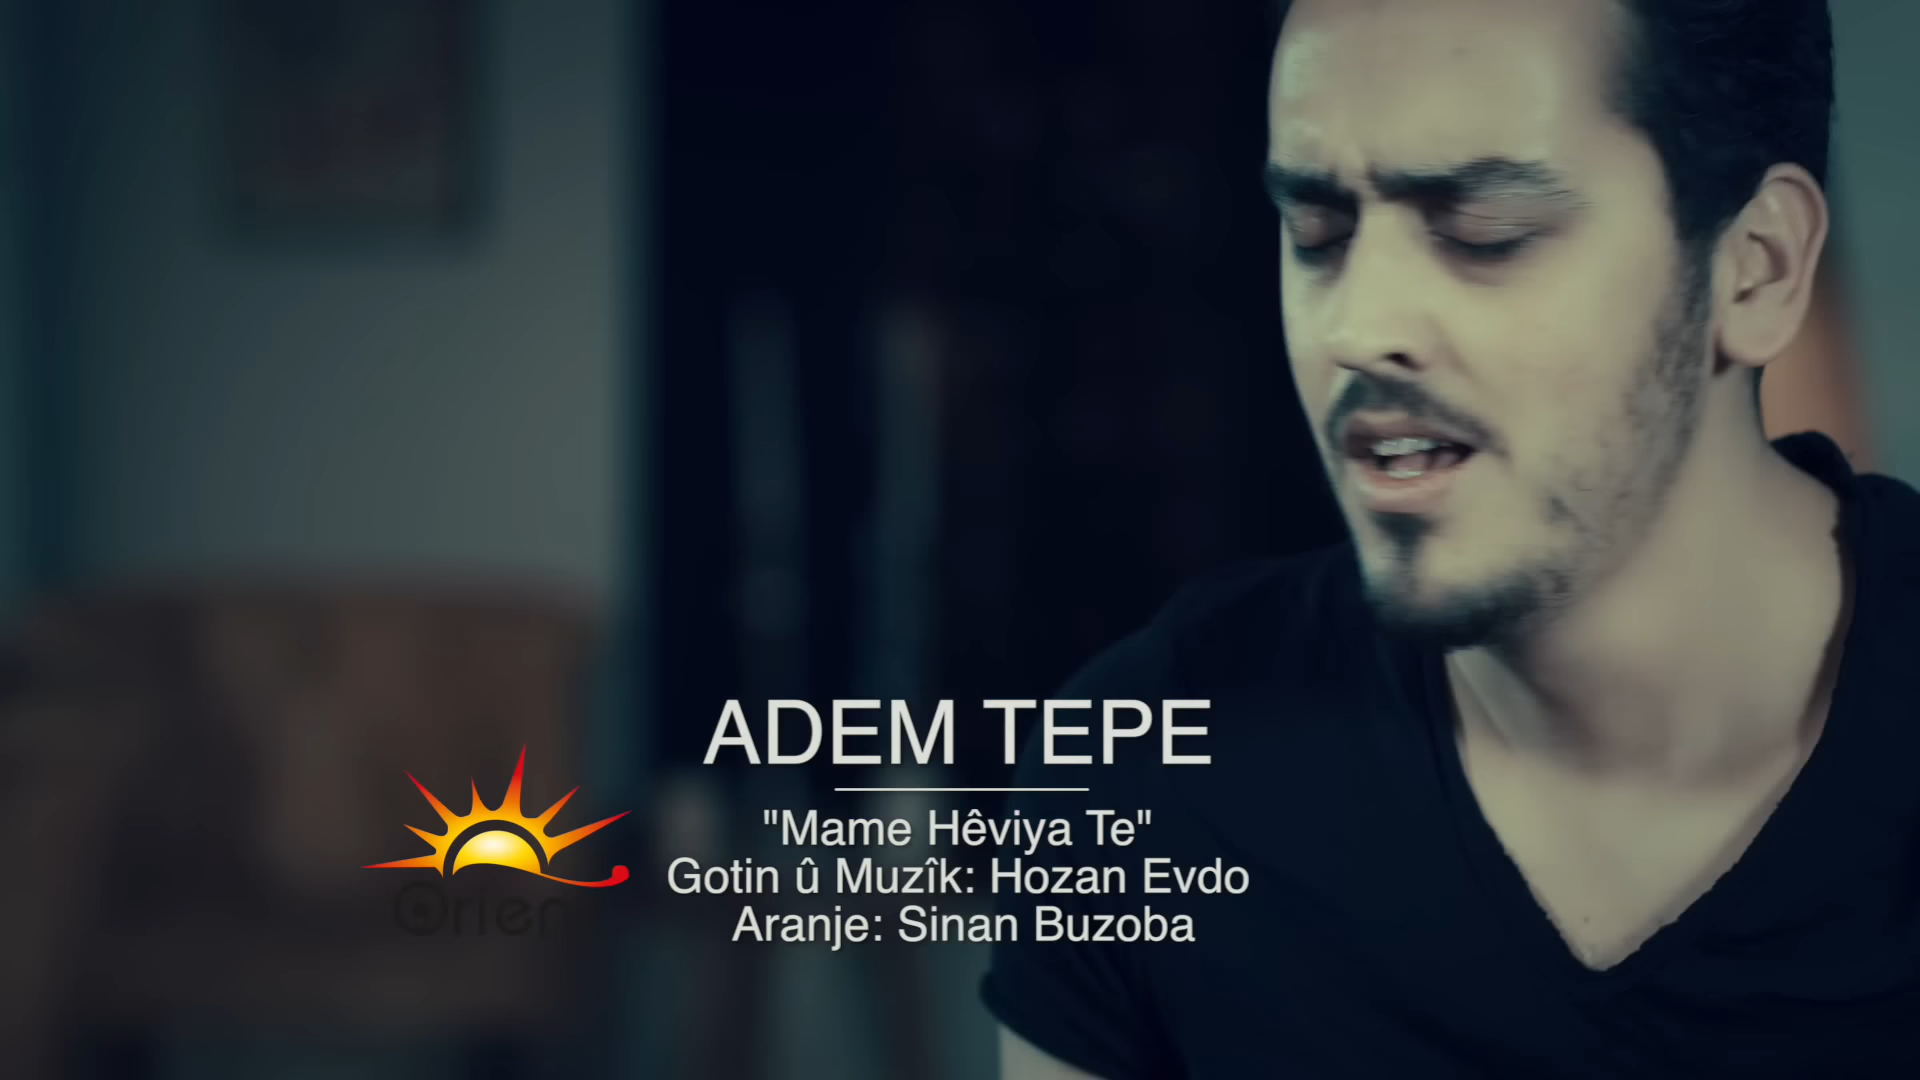 ADEM TEPE
"Mame Hêviya Te"
Gotin û Muzîk: Hozan Evdo
Aranje: Sinan Buzoba